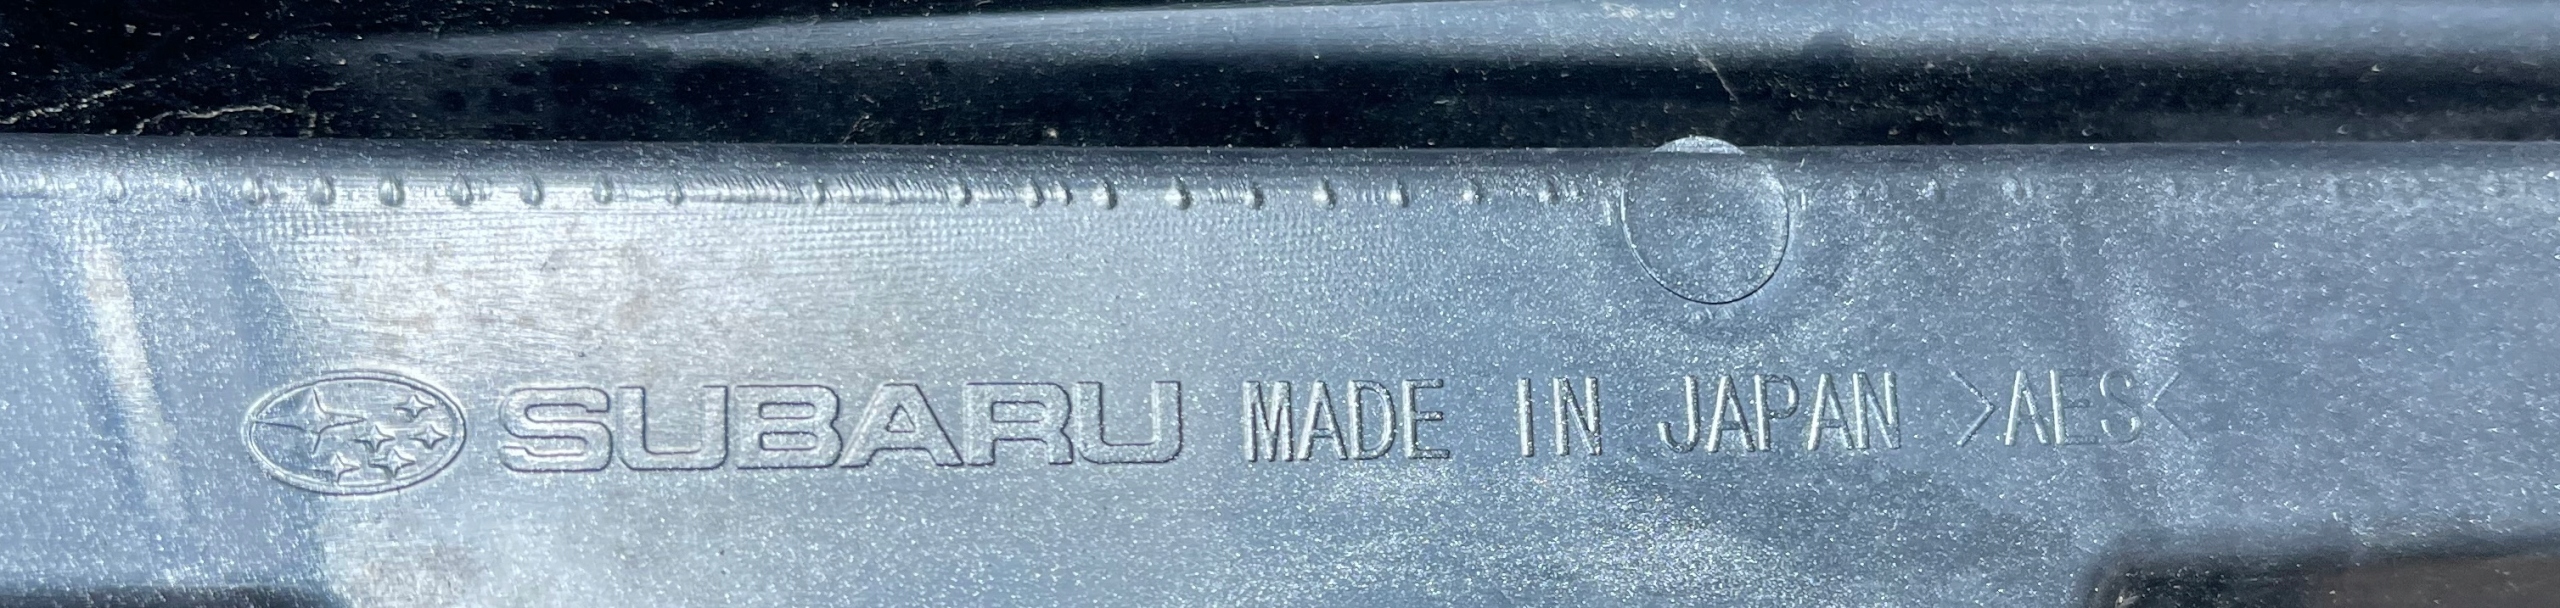 SUBARU MADE IN JAPAN >AES<